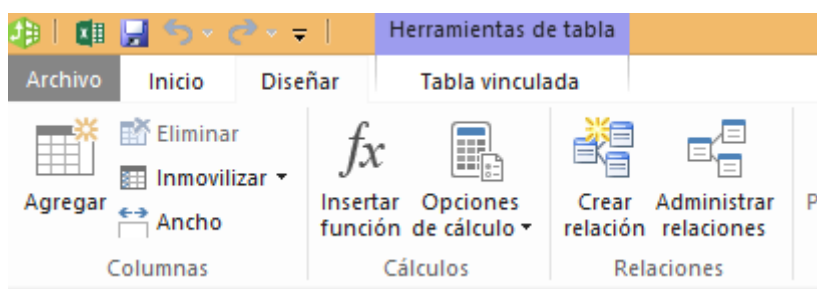 Herramientas de tabla
Archivo Inicio Diseñar Tabla vinculada
Agregar
Eliminar
Inmovilizar
Ancho
Columnas
fx
Insertar
función
Opciones
de cálculo
Cálculos
Crear
relación
Administrar
relaciones
Relaciones
P